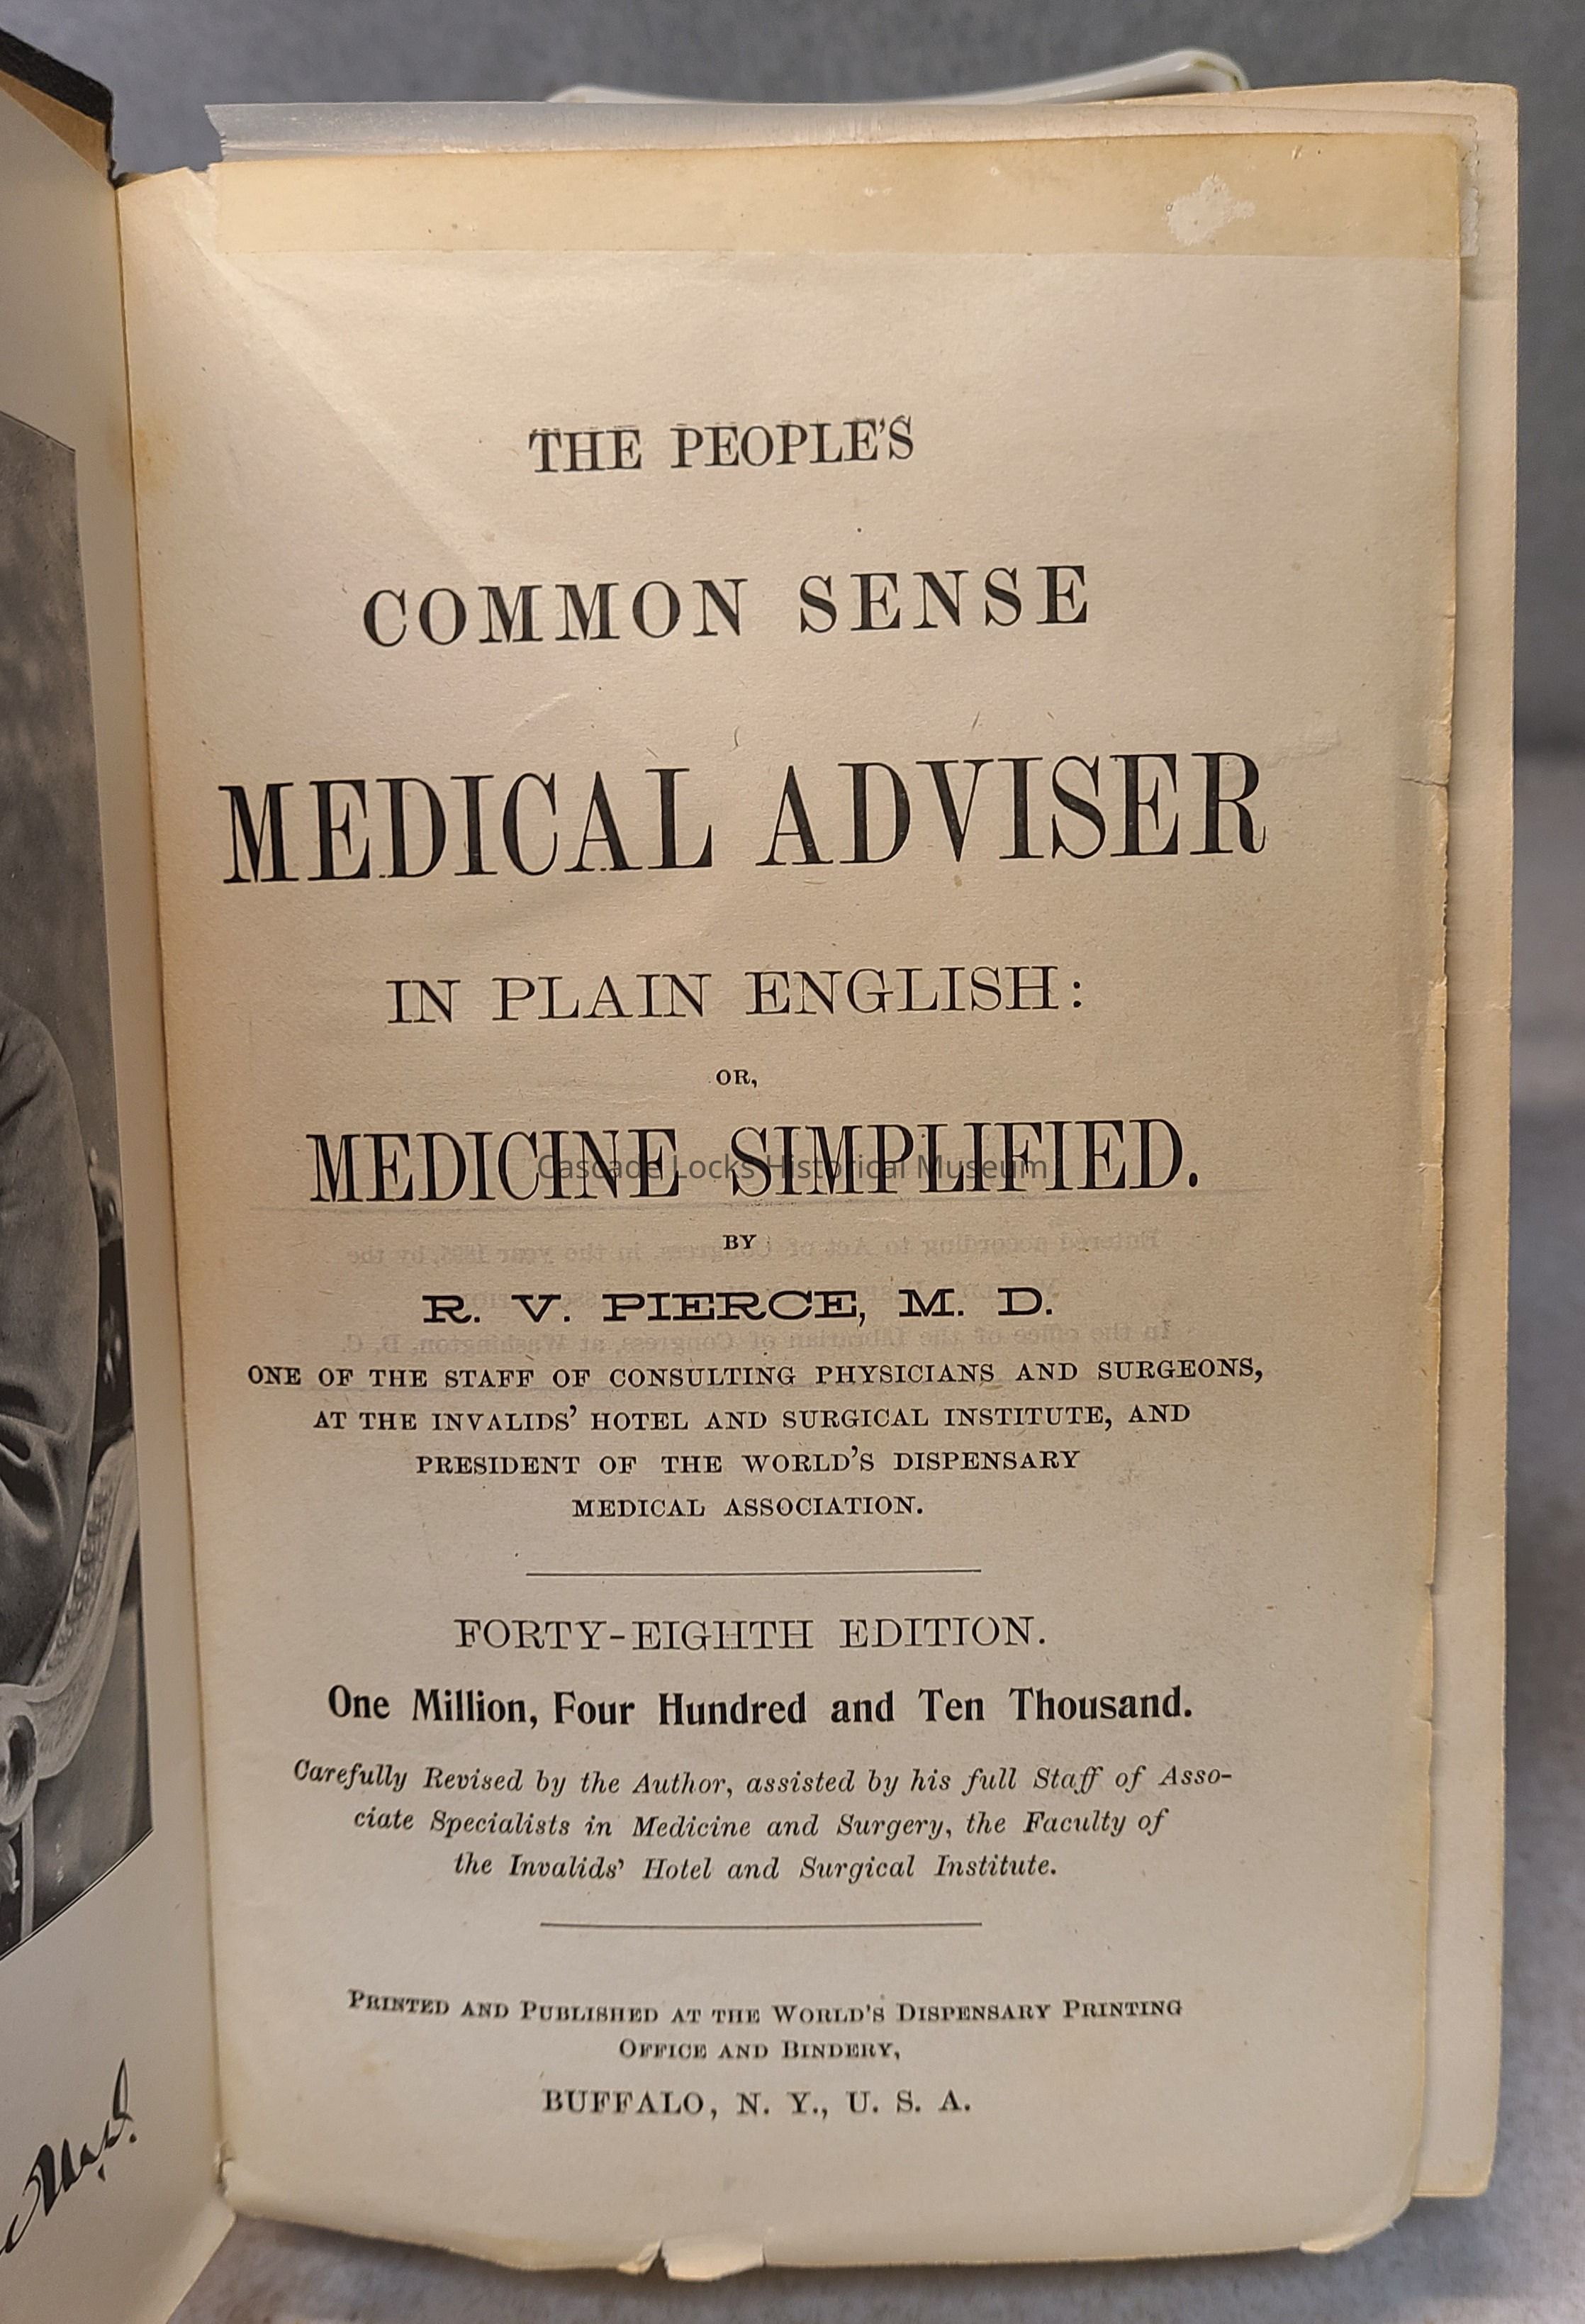 THE PEOPLE'S
COMMON SENSE
MEDICAL ADVISER
IN PLAIN ENGLISH:
OR,
MEDICINE SIMPLIFIED.
Cascade Locks Historical Museum
BY
R. V. PIERCE, M. D.
ONE OF THE STAFF OF CONSULTING PHYSICIANS AND SURGEONS,
AT THE INVALIDS' HOTEL AND SURGICAL INSTITUTE, AND
PRESIDENT OF THE WORLD'S DISPENSARY
MEDICAL ASSOCIATION.
FORTY-EIGHTH EDITION.
One Million, Four Hundred and Ten Thousand.
Carefully Revised by the Author, assisted by his full Staff of Asso-
ciate Specialists in Medicine and Surgery, the Faculty of
the Invalids' Hotel and Surgical Institute.
PRINTED AND PUBLISHED AT THE WORLD'S DISPENSARY PRINTING
OFFICE AND BINDERY,
BUFFALO, N. Y., U. S. A.